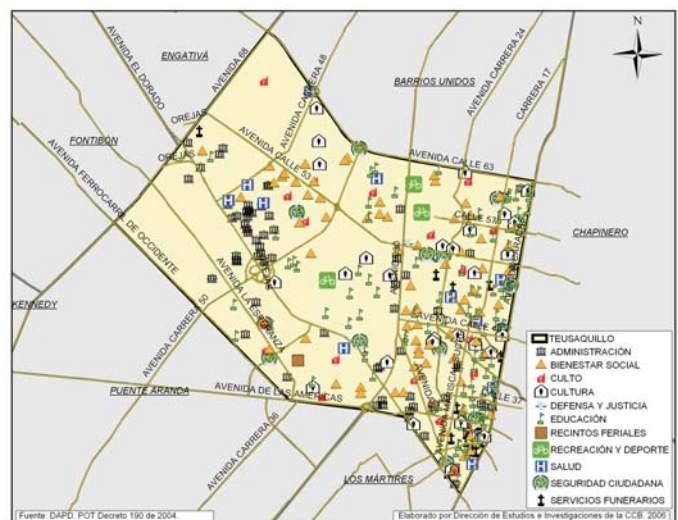 N
ENGATIVÁ
AVENIDA 68
AVENIDA CARRERA 48
AVENIDA CARRERA 24
CARRERA 17
BARRIOS UNIDOS
AVENIDA EL DORADO
OREJAS
FONTIBÓN
OREJAS
AVENIDA CALLE 53
AVENIDA CALLE 63
AVENIDA FERROCARRIL DE OCCIDENTE
CALLE 57
CHAPINERO
KENNEDY
AVENIDA CARRERA 50
AVENIDA LA ESPERANZA
AVENIDA CALLE
CALLE 37
PUENTE ARANDA
AVENIDA DE LAS AMERICAS
LOS MÁRTIRES
TEUSAQUILLO
ADMINISTRACIÓN
BIENESTAR SOCIAL
CULTO
CULTURA
DEFENSA Y JUSTICIA
EDUCACIÓN
RECINTOS FERIALES
RECREACIÓN Y DEPORTE
SALUD
SEGURIDAD CIUDADANA
SERVICIOS FUNERARIOS
Fuente: DAPD. POT Decreto 190 de 2004.
Elaborado por:Dirección de Estudios e Investigaciones de la CCB. 2006